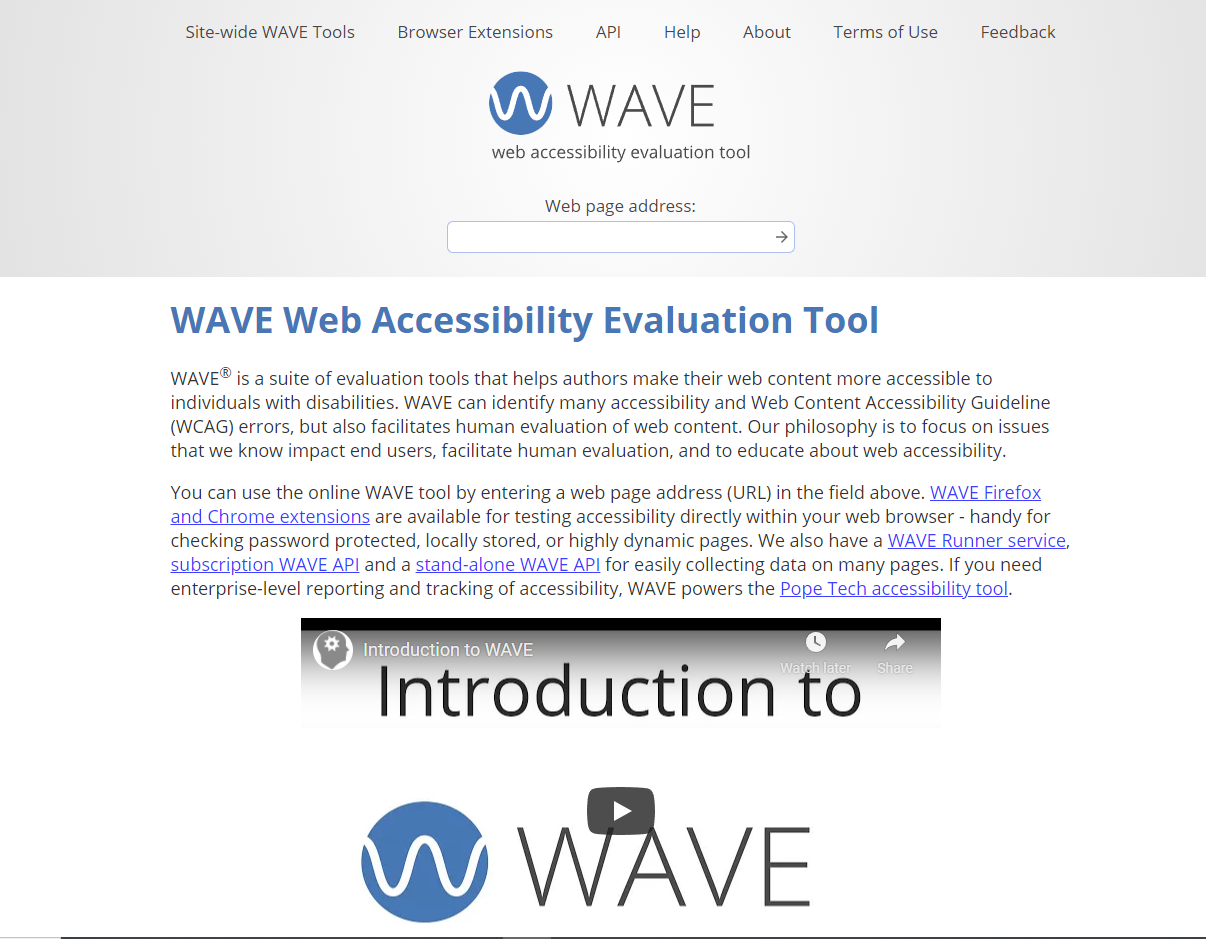 Site-wide WAVE Tools Browser Extensions API Help About Terms of Use Feedback
WAVE
web accessibility evaluation tool
Web page address:
WAVE Web Accessibility Evaluation Tool
WAVE® is a suite of evaluation tools that helps authors make their web content more accessible to
individuals with disabilities. WAVE can identify many accessibility and Web Content Accessibility Guideline
(WCAG) errors, but also facilitates human evaluation of web content. Our philosophy is to focus on issues
that we know impact end users, facilitate human evaluation, and to educate about web accessibility.
You can use the online WAVE tool by entering a web page address (URL) in the field above. WAVE Firefox
and Chrome extensions are available for testing accessibility directly within your web browser - handy for
checking password protected, locally stored, or highly dynamic pages. We also have a WAVE Runner service,
subscription WAVE API and a stand-alone WAVE API for easily collecting data on many pages. If you need
enterprise-level reporting and tracking of accessibility, WAVE powers the Pope Tech accessibility tool.
Introduction to WAVE
Watch later Share
Introduction to
WAVE